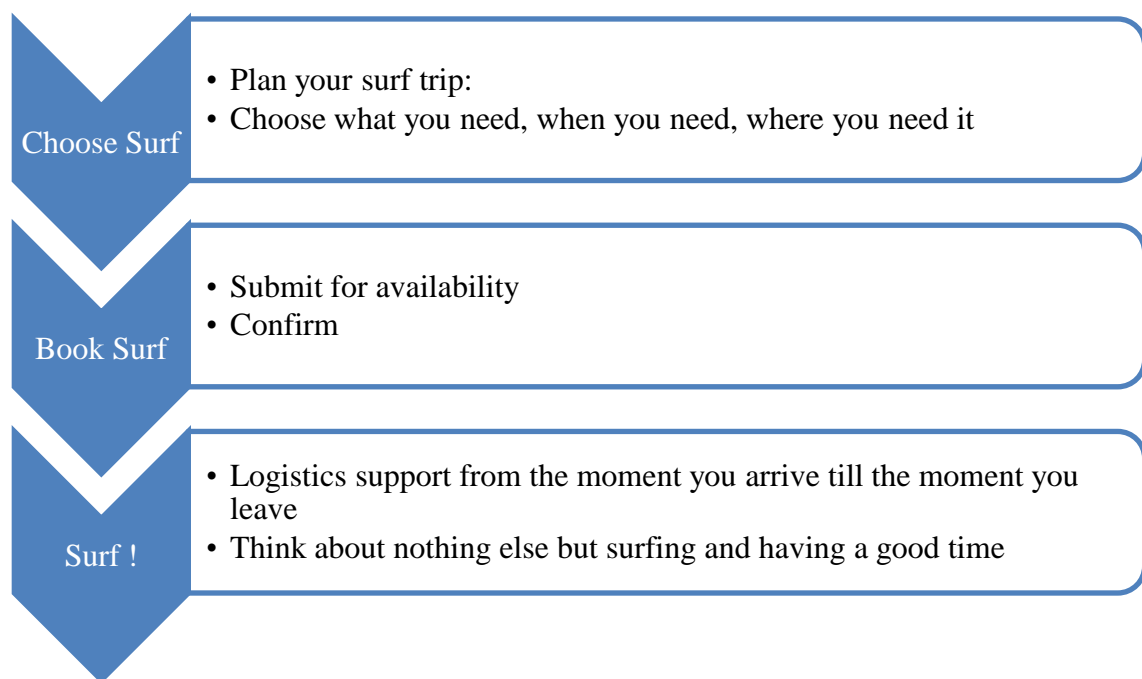 Choose Surf
• Plan your surf trip:
• Choose what you need, when you need, where you need it
Book Surf
• Submit for availability
• Confirm
Surf !
• Logistics support from the moment you arrive till the moment you
leave
• Think about nothing else but surfing and having a good time